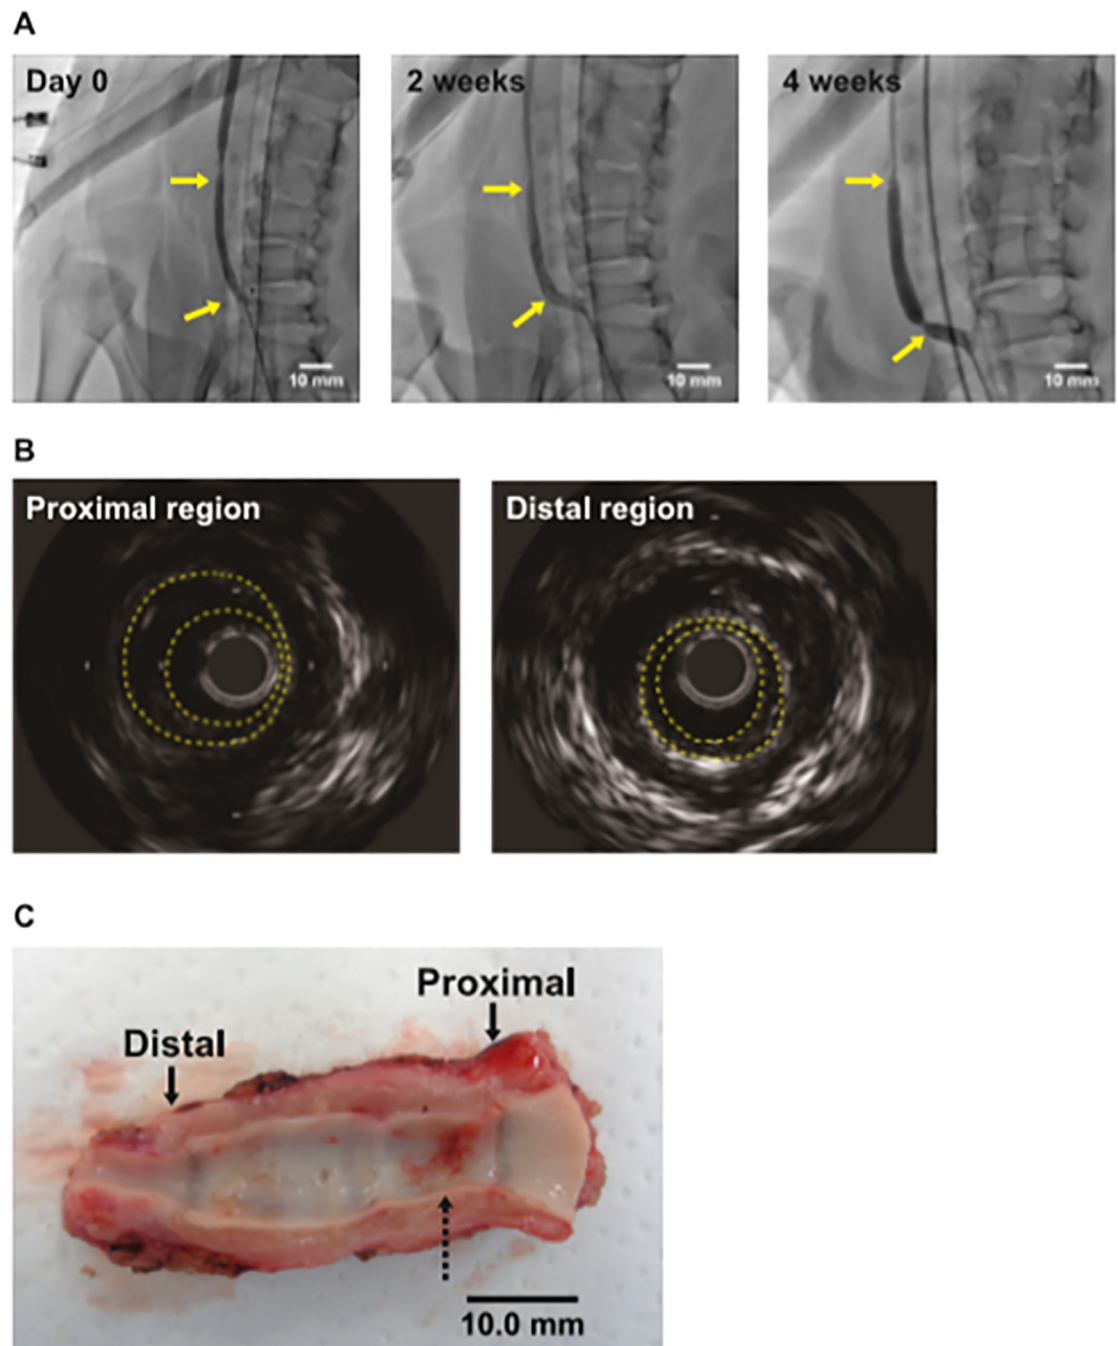 A
Day 0
2 weeks
4 weeks
10 mm
10 mm
10 mm
B
Proximal region
Distal region
C
Proximal
Distal
10.0 mm